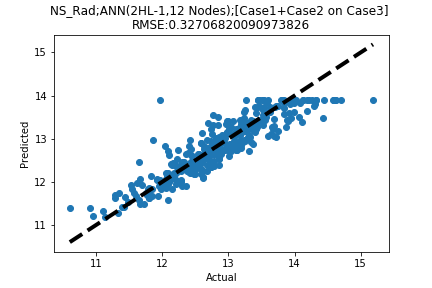 NS_Rad;ANN(2HL-1,12 Nodes);[Case1+Case2 on Case3]
RMSE:0.32706820090973826
15
14
13
12
11
Predicted
11 12 13 14 15
Actual